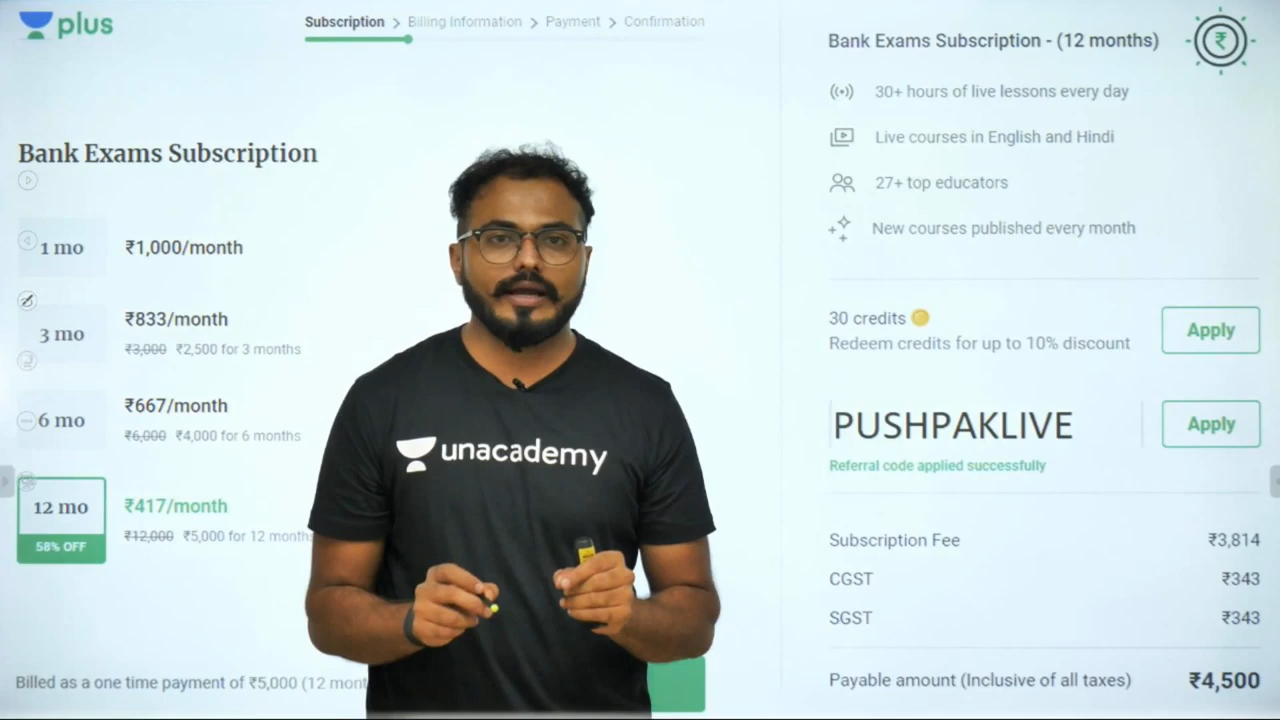 plus
Subscription > Billing Information > Payment > Confirmation
Bank Exams Subscription
1 mo
₹1,000/month
3 mo
₹833/month
₹3,000 ₹2,500 for 3 months
6 mo
₹667/month
₹6,000 ₹4,000 for 6 months
12 mo
58% OFF
₹417/month
₹12,000 ₹5,000 for 12 months
Billed as a one time payment of ₹5,000 (12
unacademy
Bank Exams Subscription - (12 months)
30+ hours of live lessons every day
Live courses in English and Hindi
27+ top educators
New courses published every month
30 credits
Redeem credits for up to 10% discount
Apply
PUSHPAKLIVE
Apply
Referral code applied successfully
Subscription Fee ₹3,814
CGST ₹343
SGST ₹343
Payable amount (Inclusive of all taxes) ₹4,500